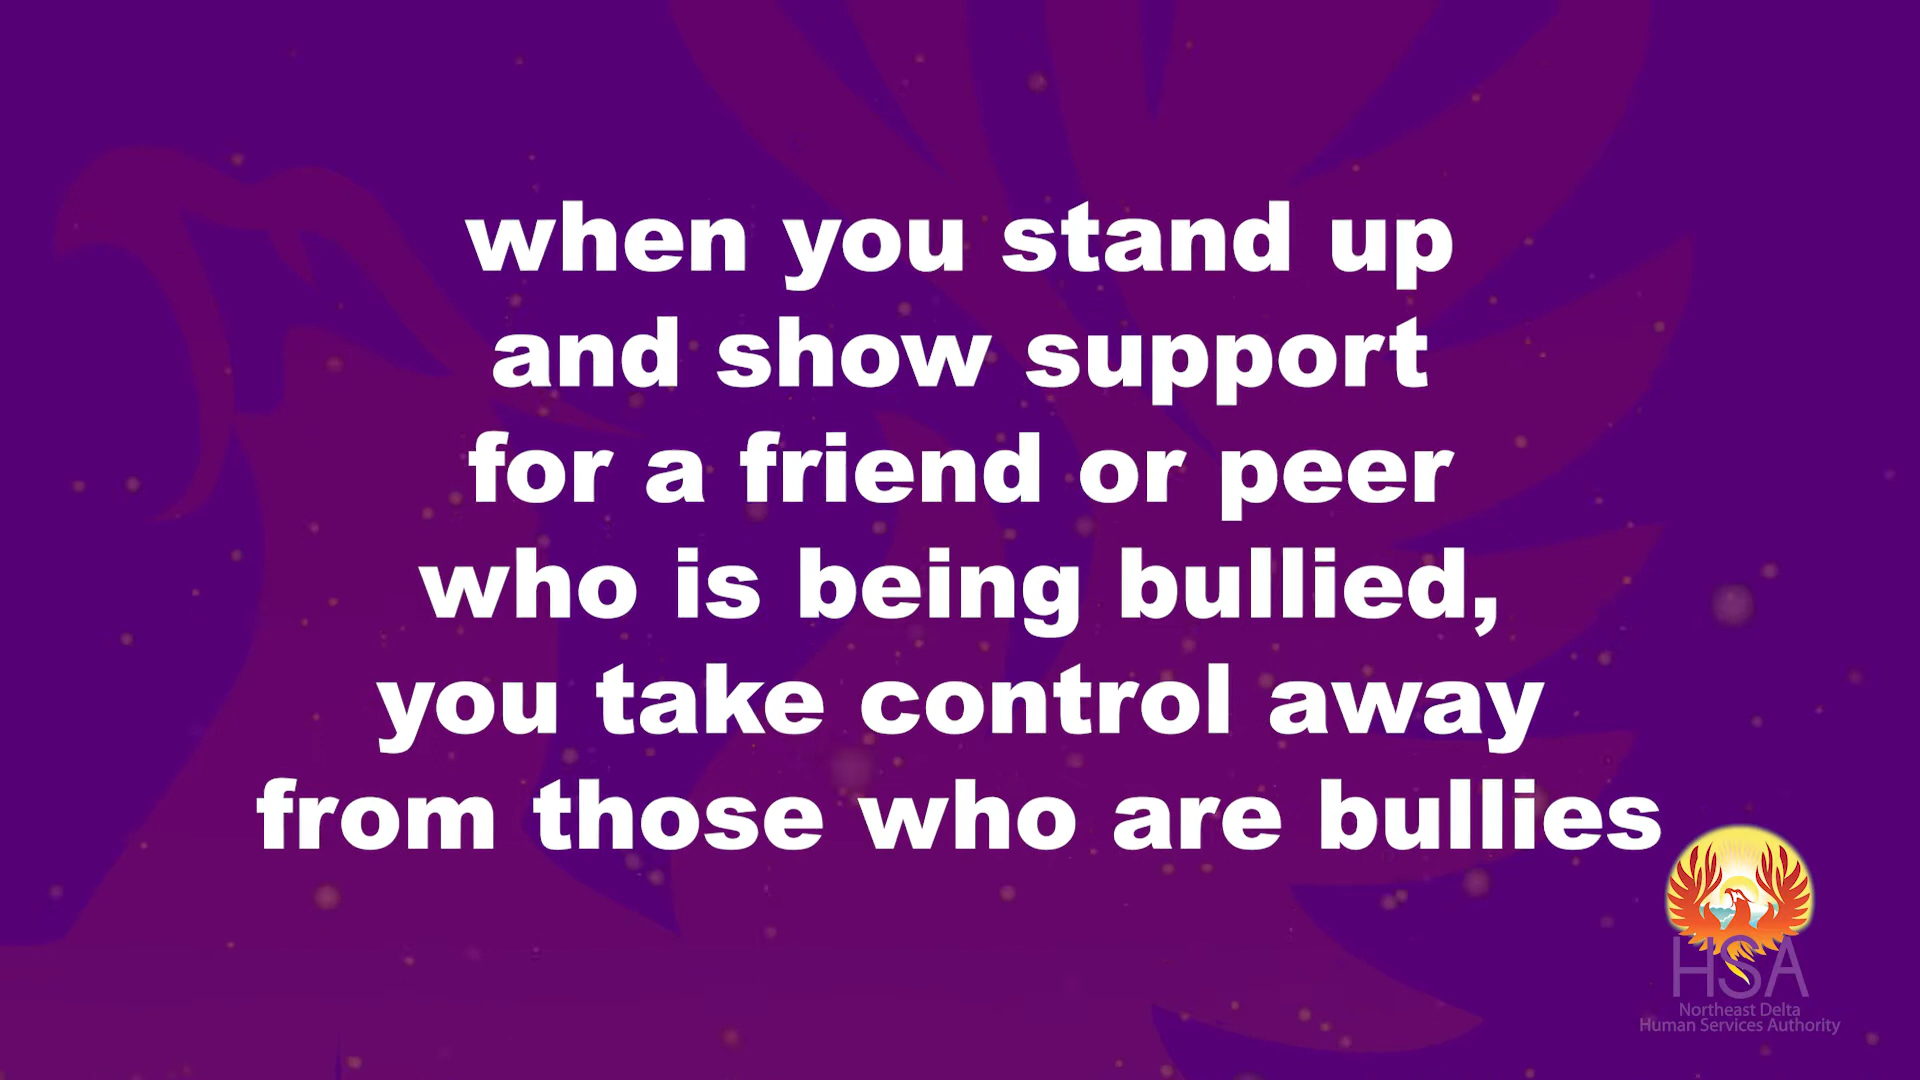 when you stand up
and show support
for a friend or peer
who is being bullied,
you take control away
from those who are bullies
HSA
Northeast Delta
Human Services Authority